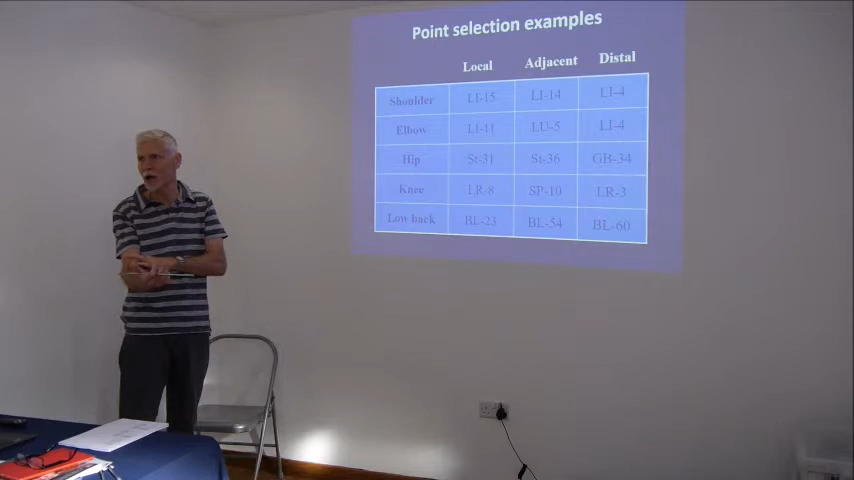 Point selection examples
Local Adjacent Distal
Shoulder LI-15 LI-14 LI-4
Elbow LI-11 LU-5 LI-4
Hip St-31 St-36 GB-34
Knee LR-8 SP-10 LR-3
Low back BL-23 BL-54 BL-60